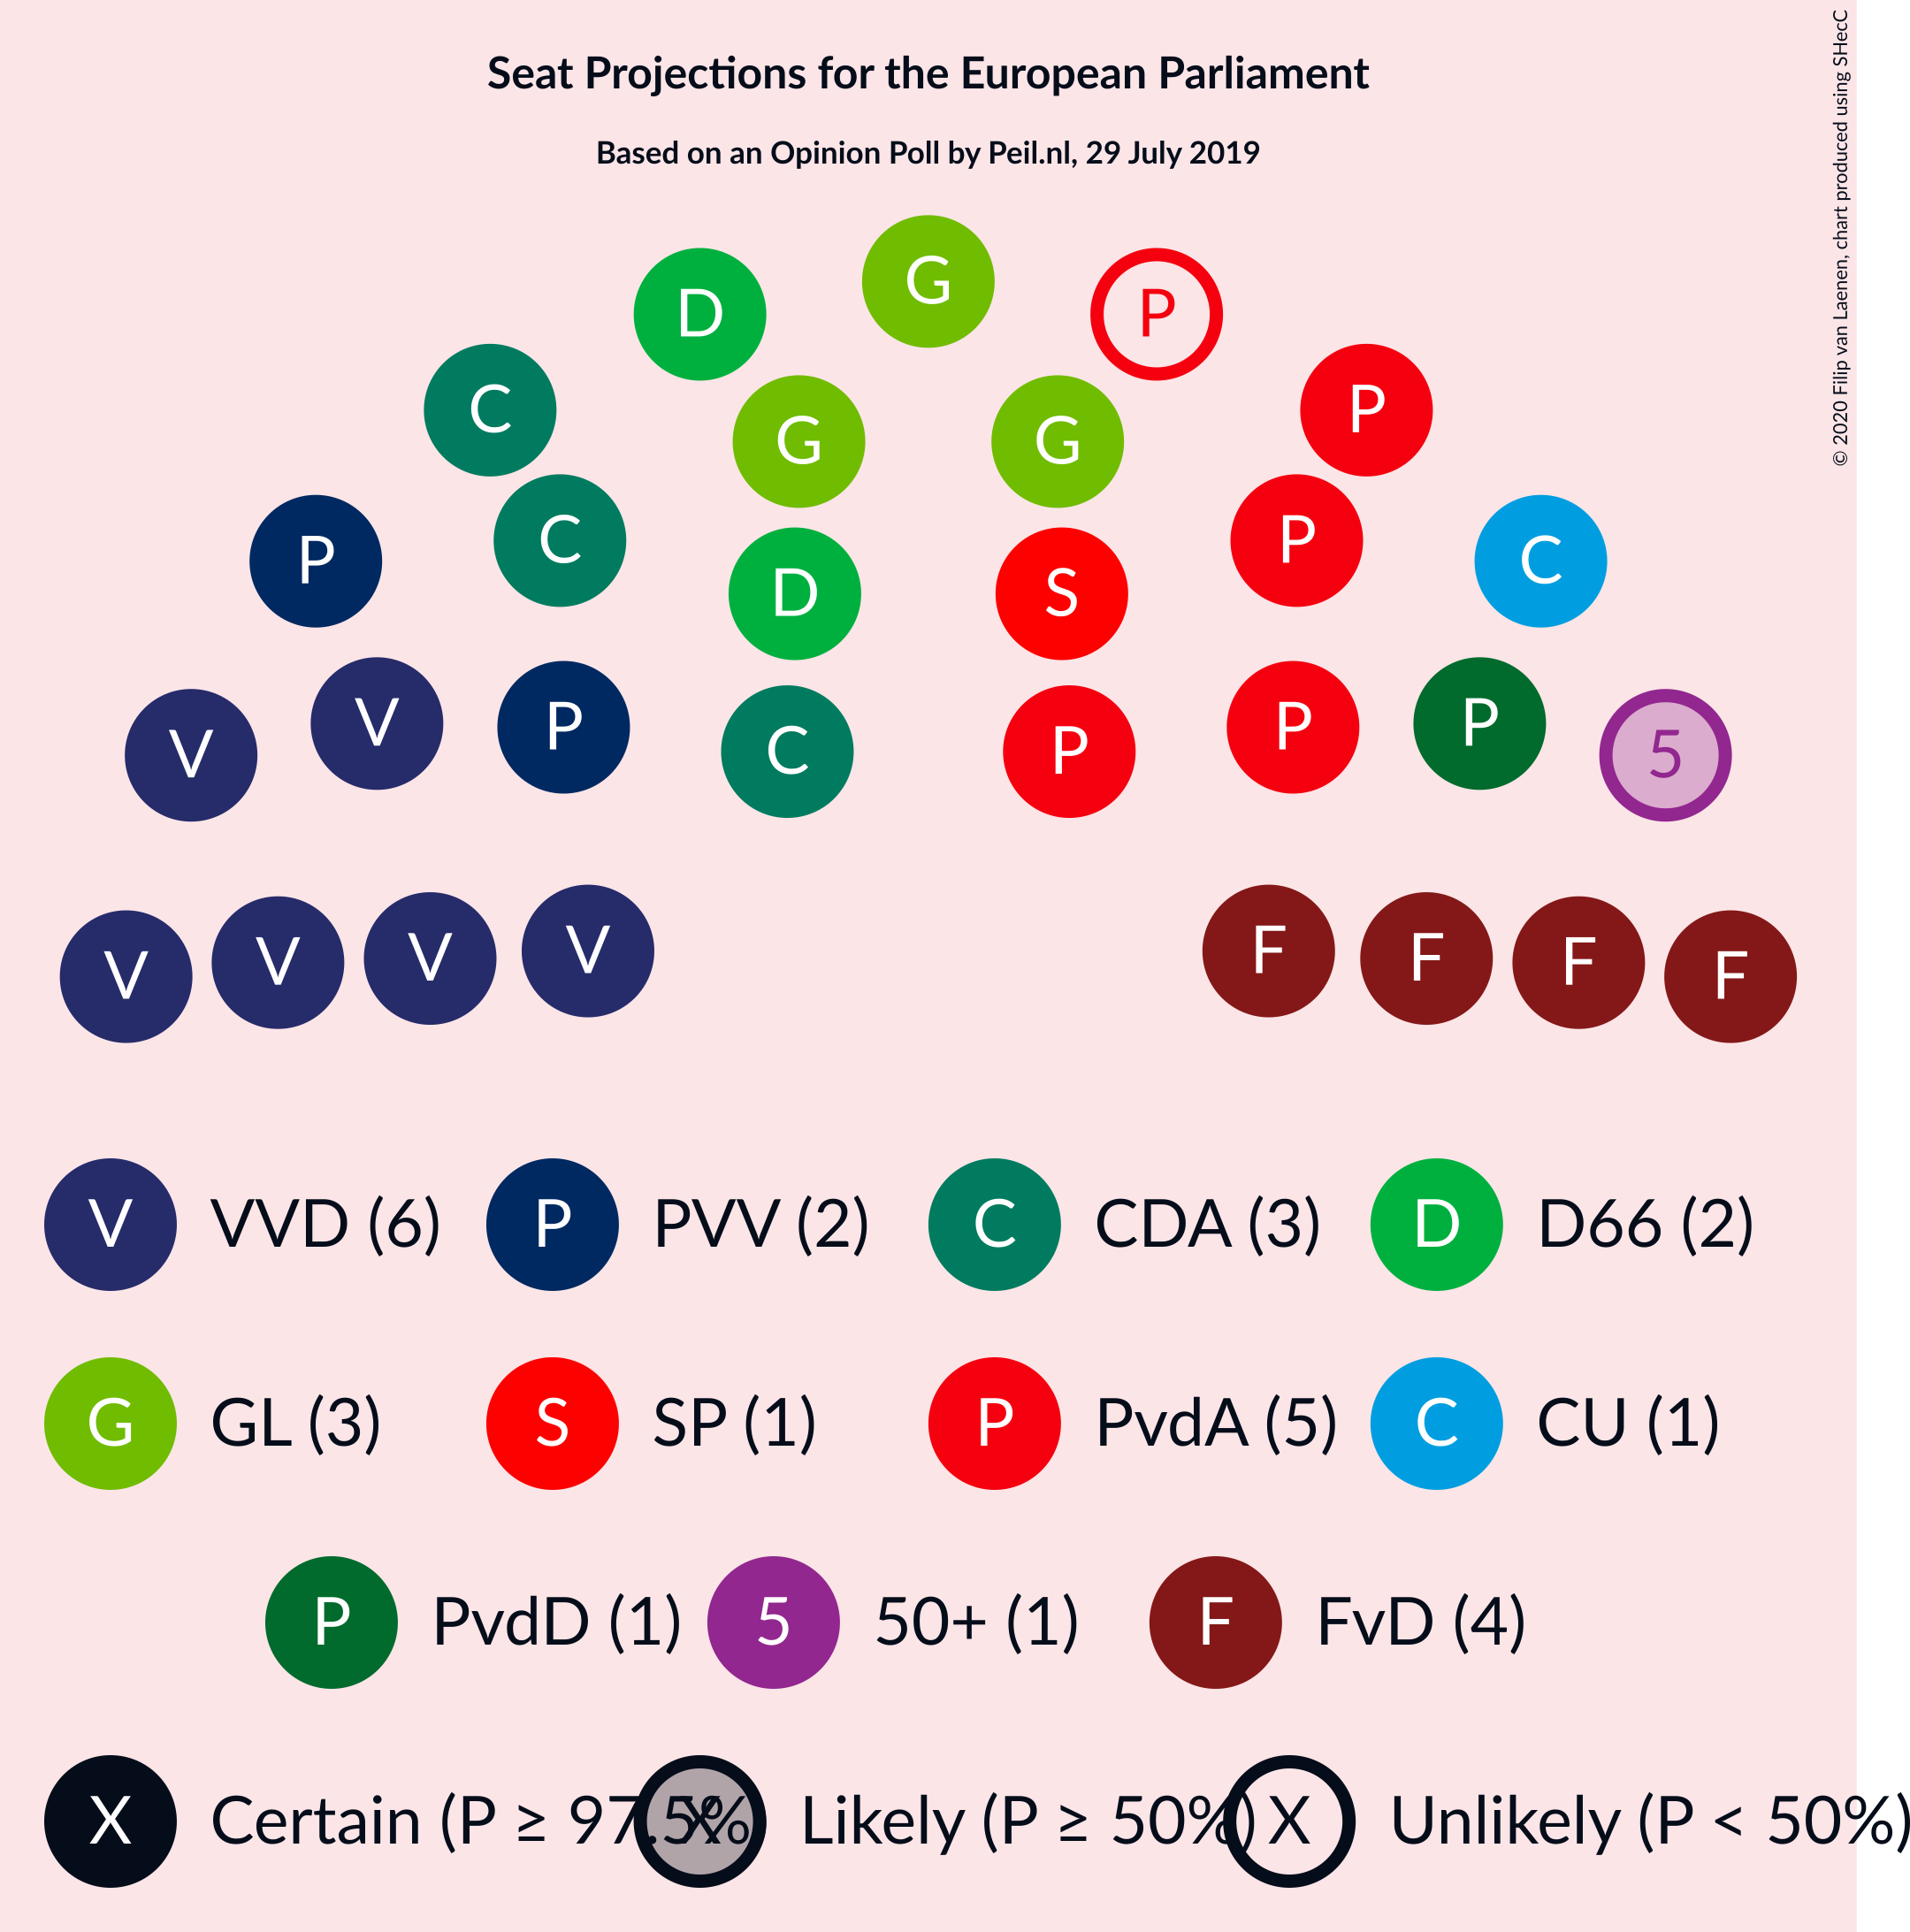 Seat Projections for the European Parliament
Based on an Opinion Poll by Peil.nl, 29 July 2019
© 2020 Filip van Laenen, chart produced using SHecC
G
D P
C P
G G
C P
P C
D S
V P P V
P P
C P
V 5
V V V V F F F F
V VVD (6) P PVV (2) C CDA (3) D D66 (2)
G GL (3) S SP (1) P PvdA (5) C CU (1)
P PvdD (1) 5 50+ (1) F FvD (4)
X Certain (P ≥ 97.5% X Likely (P ≥ 50%) X Unlikely (P < 50%)